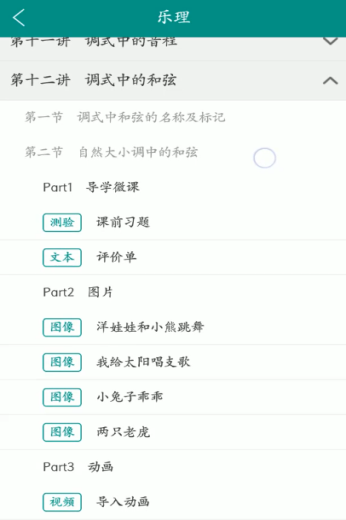 乐理
第十一讲 调式中的音程
第十二讲 调式中的和弦
第一节 调式中和弦的名称及标记
第二节 自然大小调中的和弦
Part1 导学微课
测验 课前习题
文本 评价单
Part2 图片
图像 洋娃娃和小熊跳舞
图像 我给太阳唱支歌
图像 小兔子乖乖
图像 两只老虎
Part3 动画
视频 导入动画